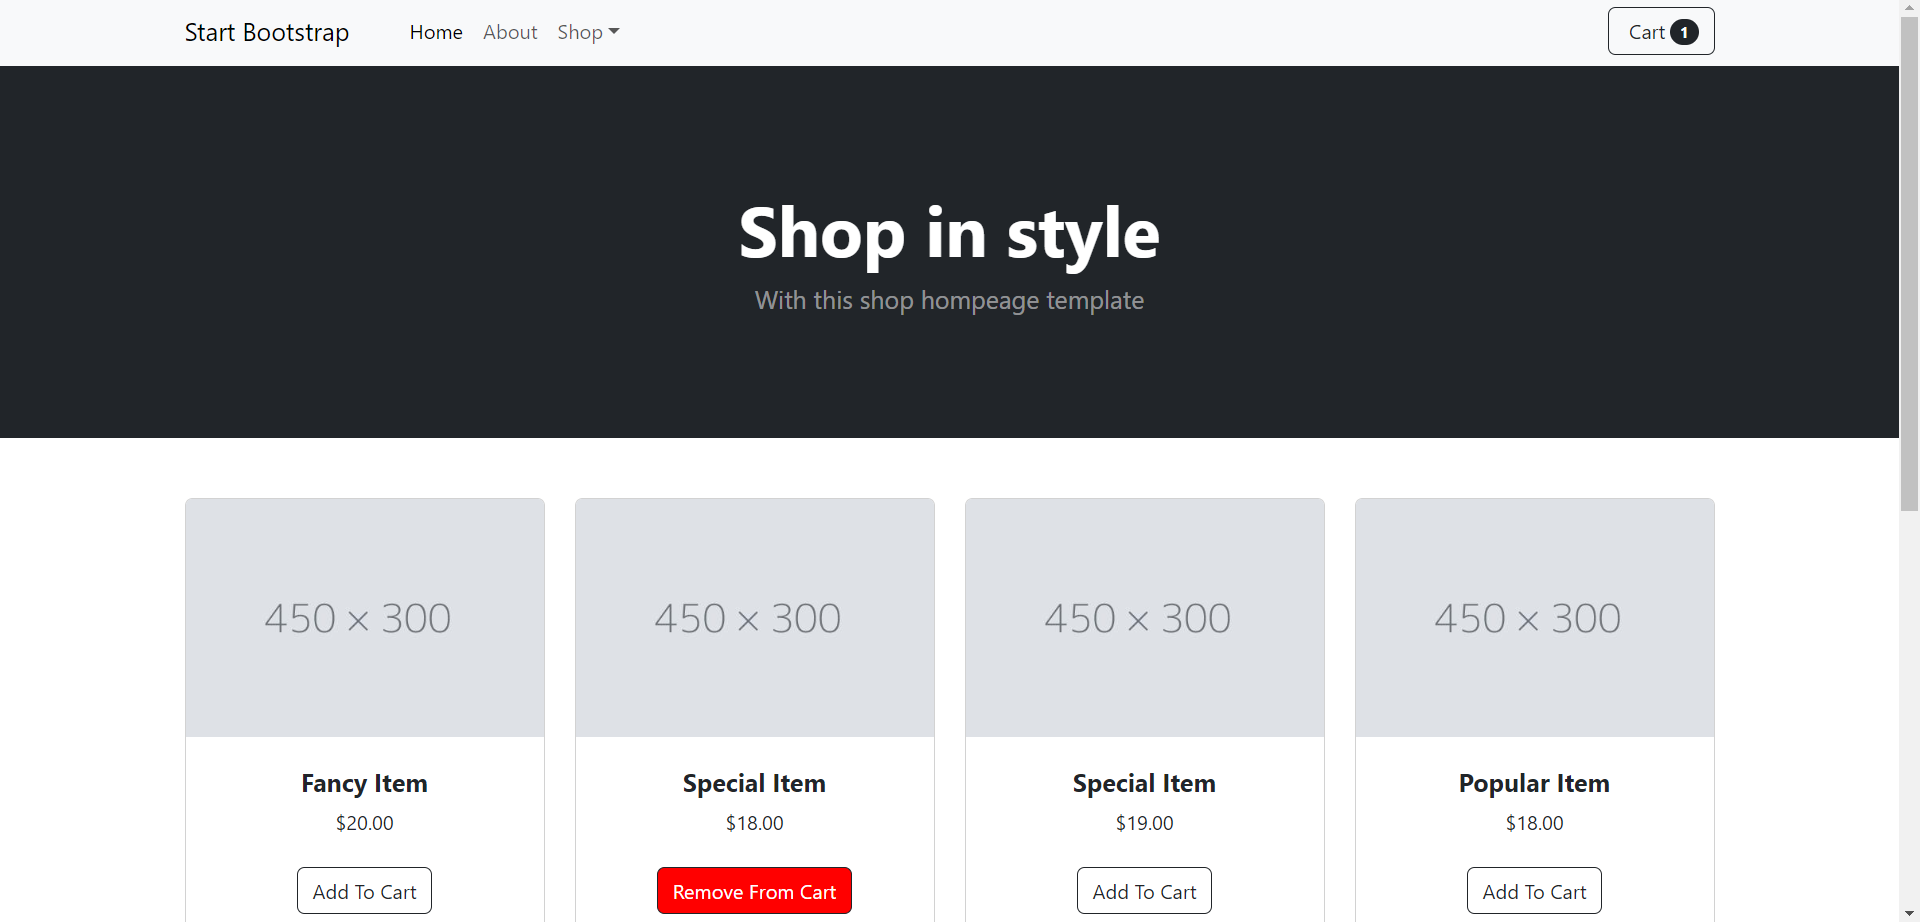 Start Bootstrap Home About Shop Cart 1
Shop in style
With this shop hompeage template
450 × 300 450 × 300 450 × 300 450 × 300
Fancy Item Special Item Special Item Popular Item
$20.00 $18.00 $19.00 $18.00
Add To Cart Remove From Cart Add To Cart Add To Cart